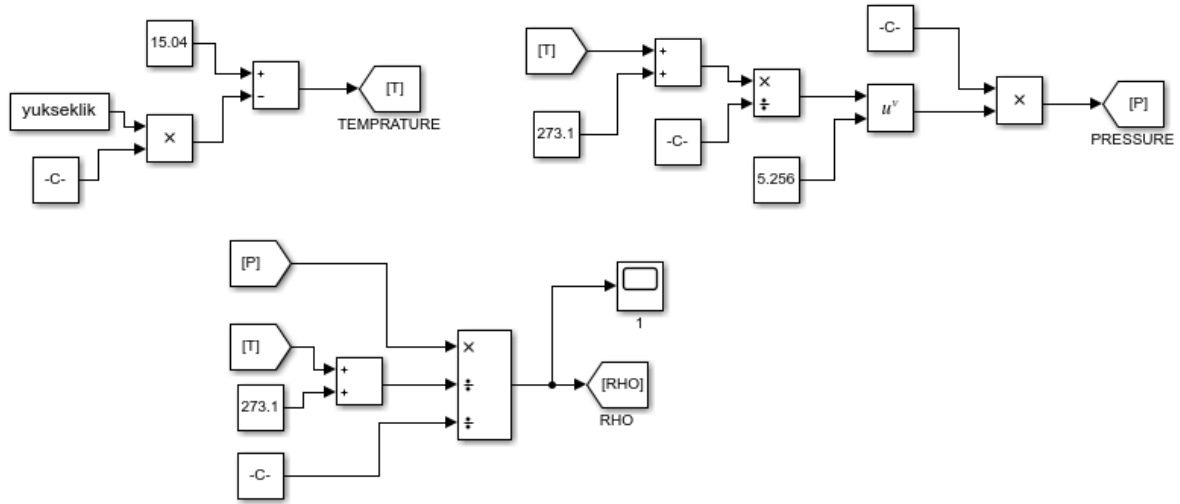 15.04
yukseklik
-C-
×
+
−
[T]
TEMPRATURE
[T]
273.1
+
+
-C-
×
÷
5.256
u^v
-C-
×
[P]
PRESSURE
[P]
[T]
273.1
+
+
-C-
×
÷
÷
1
[RHO]
RHO